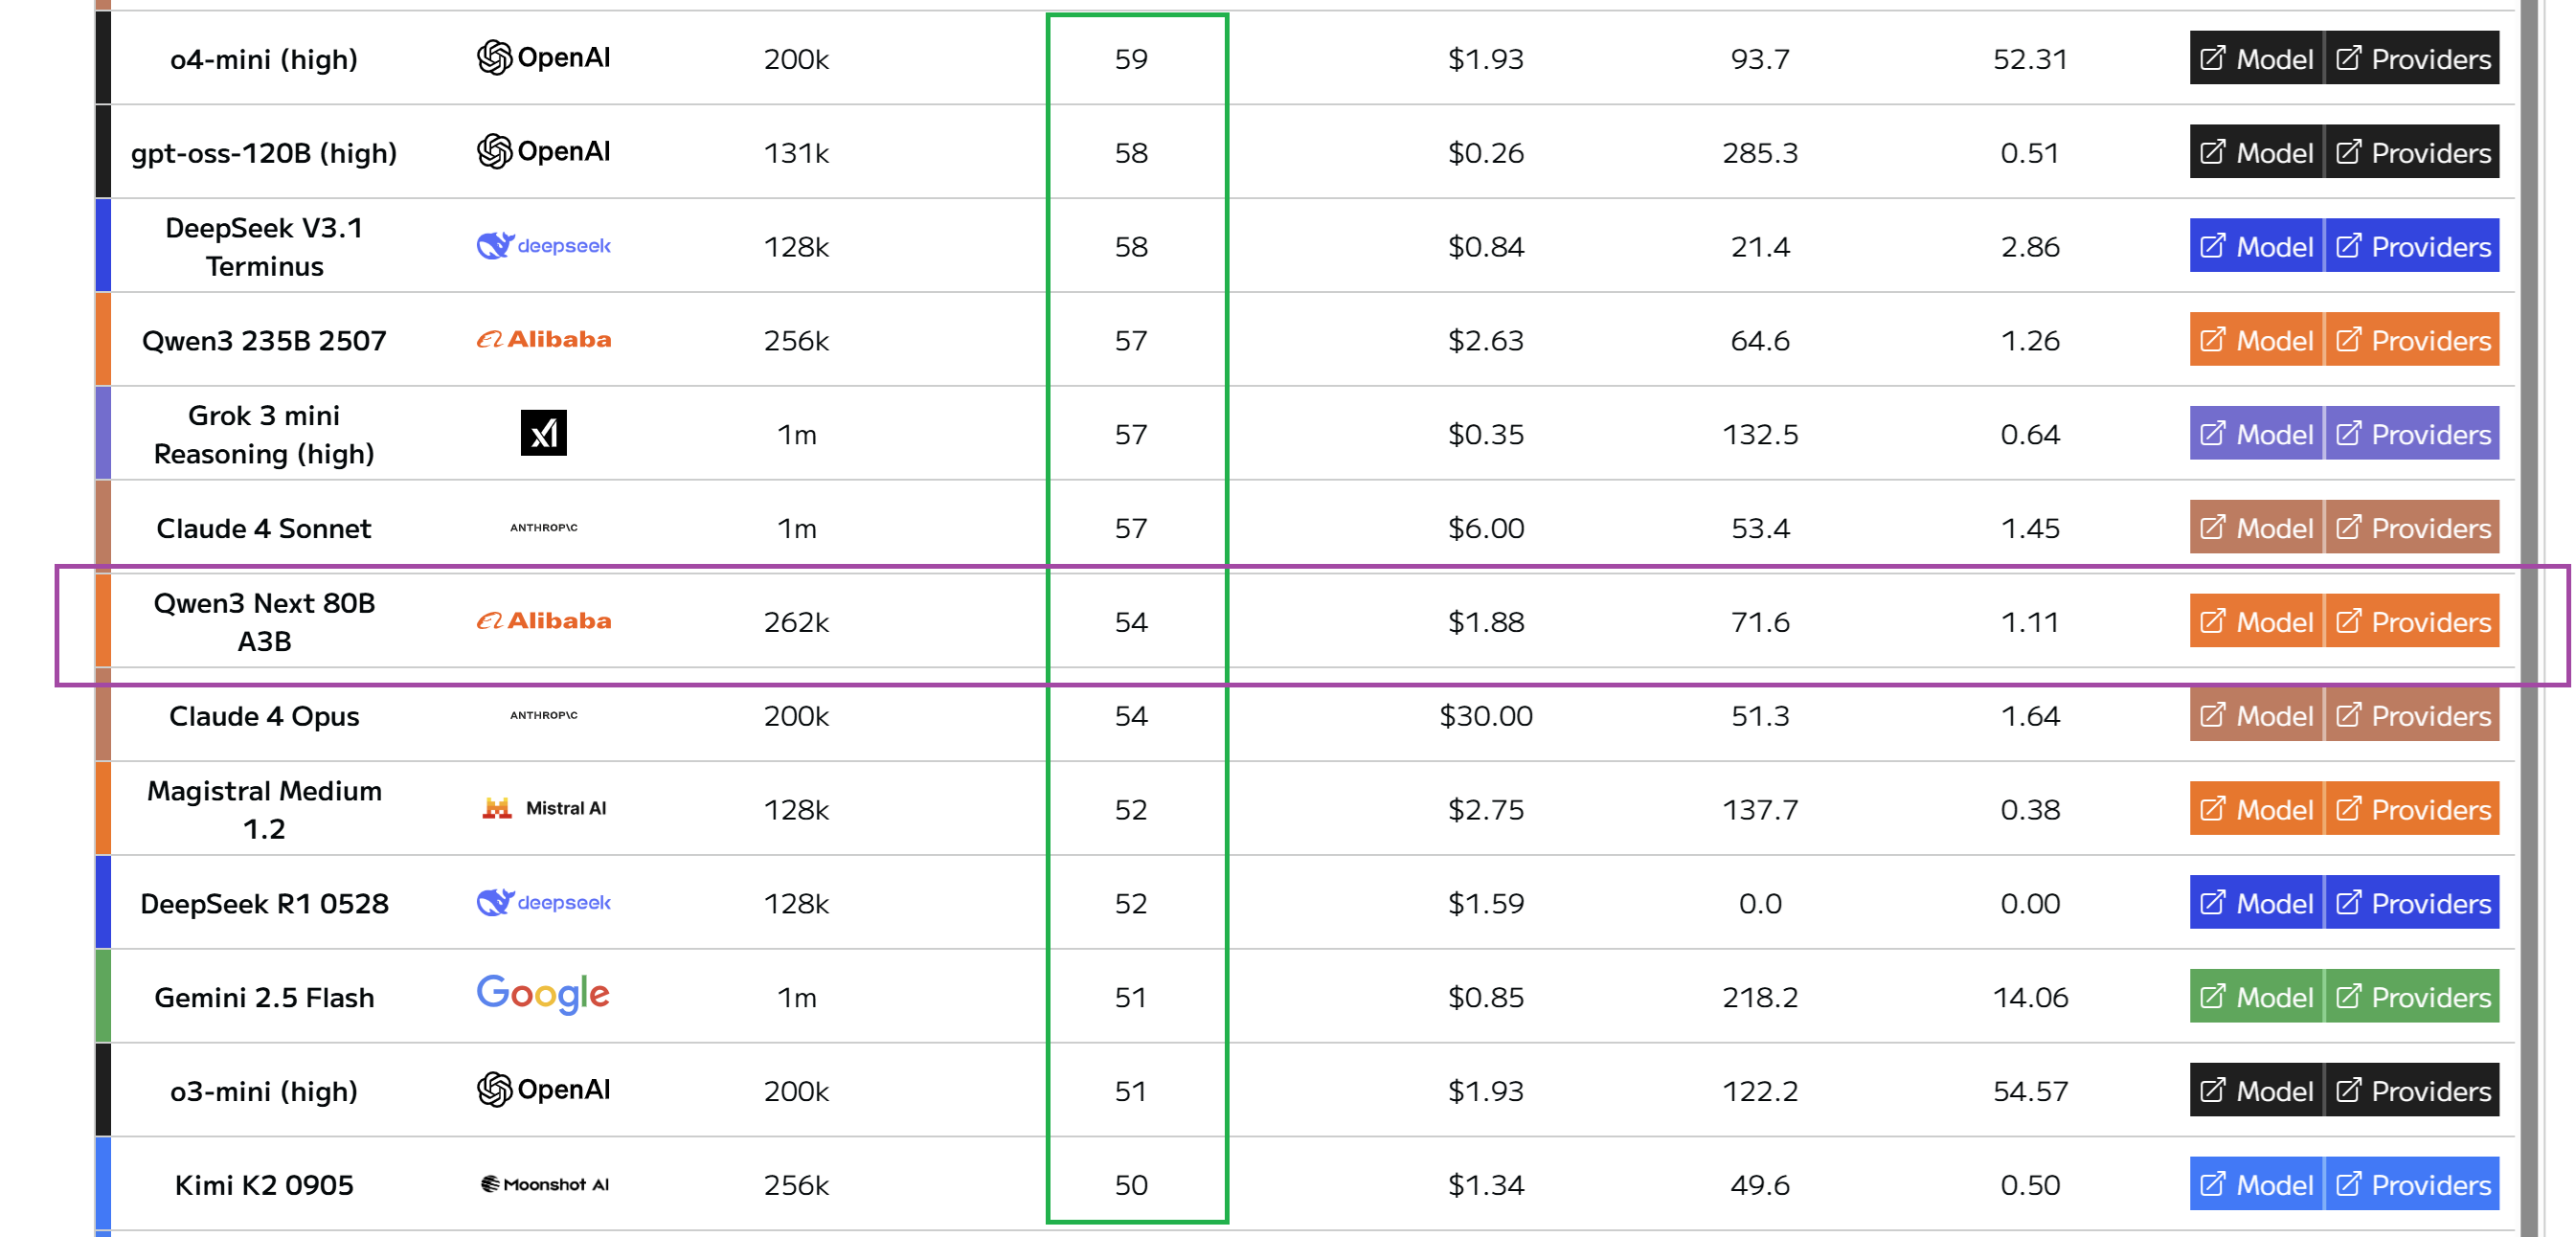 o4-mini (high) OpenAI 200k 59 $1.93 93.7 52.31 Model Providers
gpt-oss-120B (high) OpenAI 131k 58 $0.26 285.3 0.51 Model Providers
DeepSeek V3.1
Terminus deepseek 128k 58 $0.84 21.4 2.86 Model Providers
Qwen3 235B 2507 Alibaba 256k 57 $2.63 64.6 1.26 Model Providers
Grok 3 mini
Reasoning (high) xAI 1m 57 $0.35 132.5 0.64 Model Providers
Claude 4 Sonnet ANTHROP\C 1m 57 $6.00 53.4 1.45 Model Providers
Qwen3 Next 80B
A3B Alibaba 262k 54 $1.88 71.6 1.11 Model Providers
Claude 4 Opus ANTHROP\C 200k 54 $30.00 51.3 1.64 Model Providers
Magistral Medium
1.2 Mistral AI 128k 52 $2.75 137.7 0.38 Model Providers
DeepSeek R1 0528 deepseek 128k 52 $1.59 0.0 0.00 Model Providers
Gemini 2.5 Flash Google 1m 51 $0.85 218.2 14.06 Model Providers
o3-mini (high) OpenAI 200k 51 $1.93 122.2 54.57 Model Providers
Kimi K2 0905 Moonshot AI 256k 50 $1.34 49.6 0.50 Model Providers